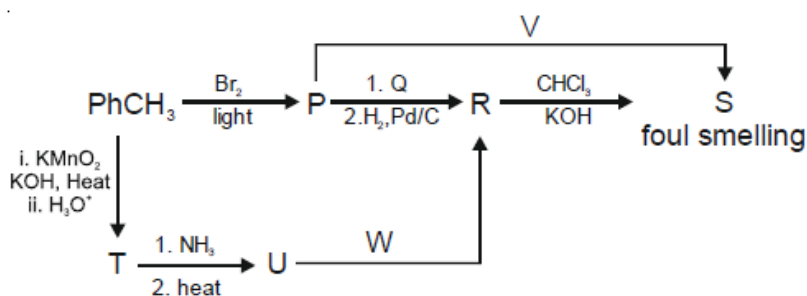 .
V
PhCH₃ Br₂ light P 1. Q 2.H₂,Pd/C R CHCl₃ KOH S
foul smelling
i. KMnO₂
KOH, Heat
ii. H₃O⁺
T 1. NH₃ 2. heat U W